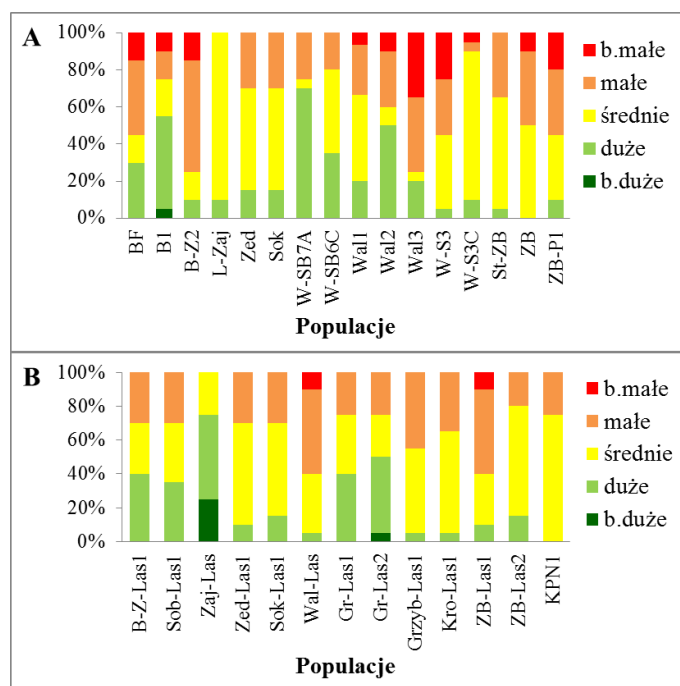 A
100%
80%
60%
40%
20%
0%
BF
B1
B-Z2
L-Zaj
Zed
Sok
W-SB7A
W-SB6C
Wal1
Wal2
Wal3
W-S3
W-S3C
St-ZB
ZB
ZB-P1
Populacje
b.małe
małe
średnie
duże
b.duże
B
100%
80%
60%
40%
20%
0%
B-Z-Las1
Sob-Las1
Zaj-Las
Zed-Las1
Sok-Las1
Wal-Las
Gr-Las1
Gr-Las2
Grzyb-Las1
Kro-Las1
ZB-Las1
ZB-Las2
KPN1
Populacje
b.małe
małe
średnie
duże
b.duże